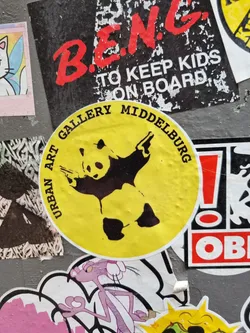 B.E.N.G.
TO KEEP KIDS
ON BOARD
URBAN ART GALLERY MIDDELBURG
!
OBE